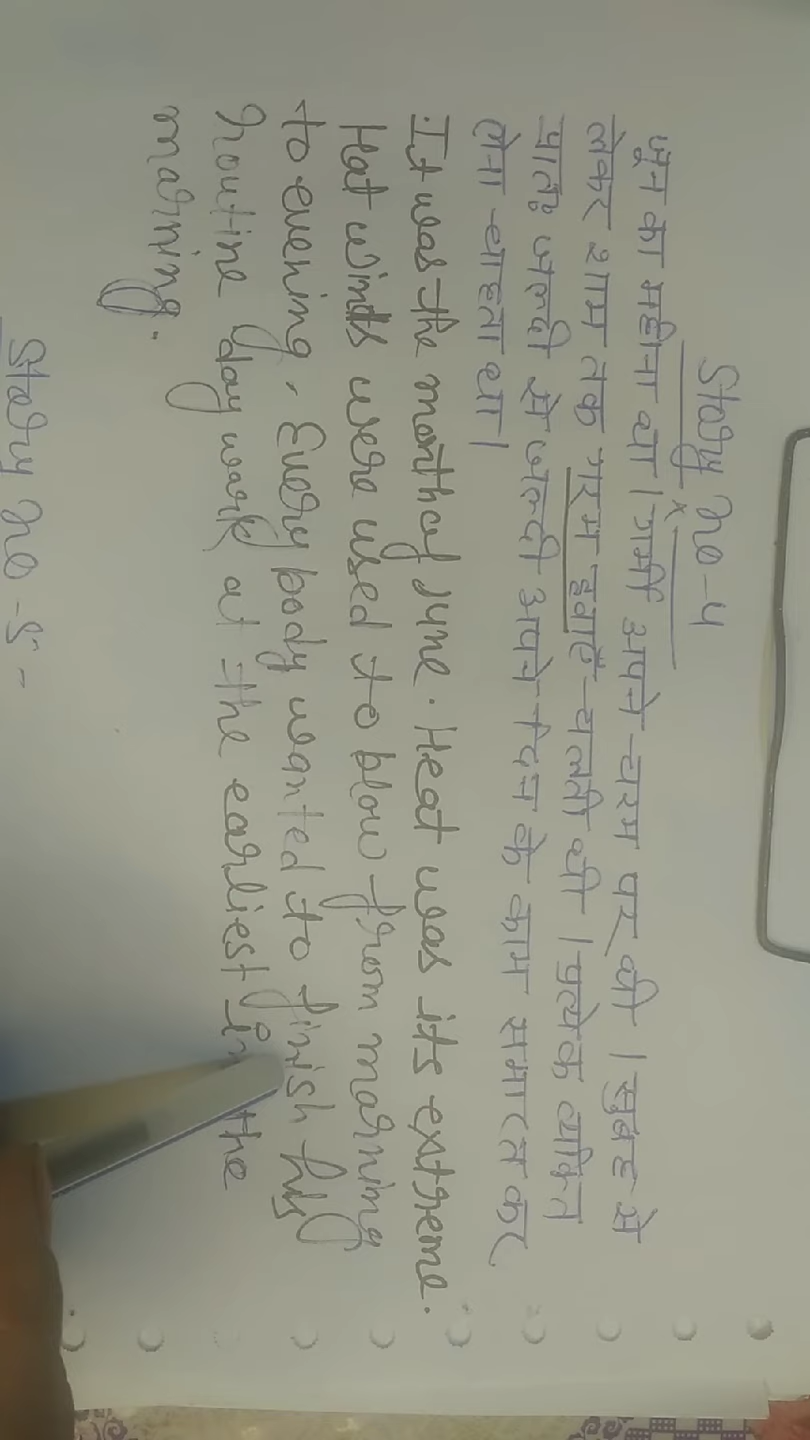 Story no-4
जून का महीना था। गर्मी अपने चरम पर थी। सुबह से
लेकर शाम तक गरम हवाएँ चलती थी। प्रत्येक व्यक्ति
प्रातः जल्दी से जल्दी अपने दिन के काम समाप्त कर
लेना चाहता था।
It was the month of June. Heat was its extreme.
Hot winds were used to blow from morning
to evening. Every body wanted to finish his
routine day work at the earliest in the
morning.
Story no-5-